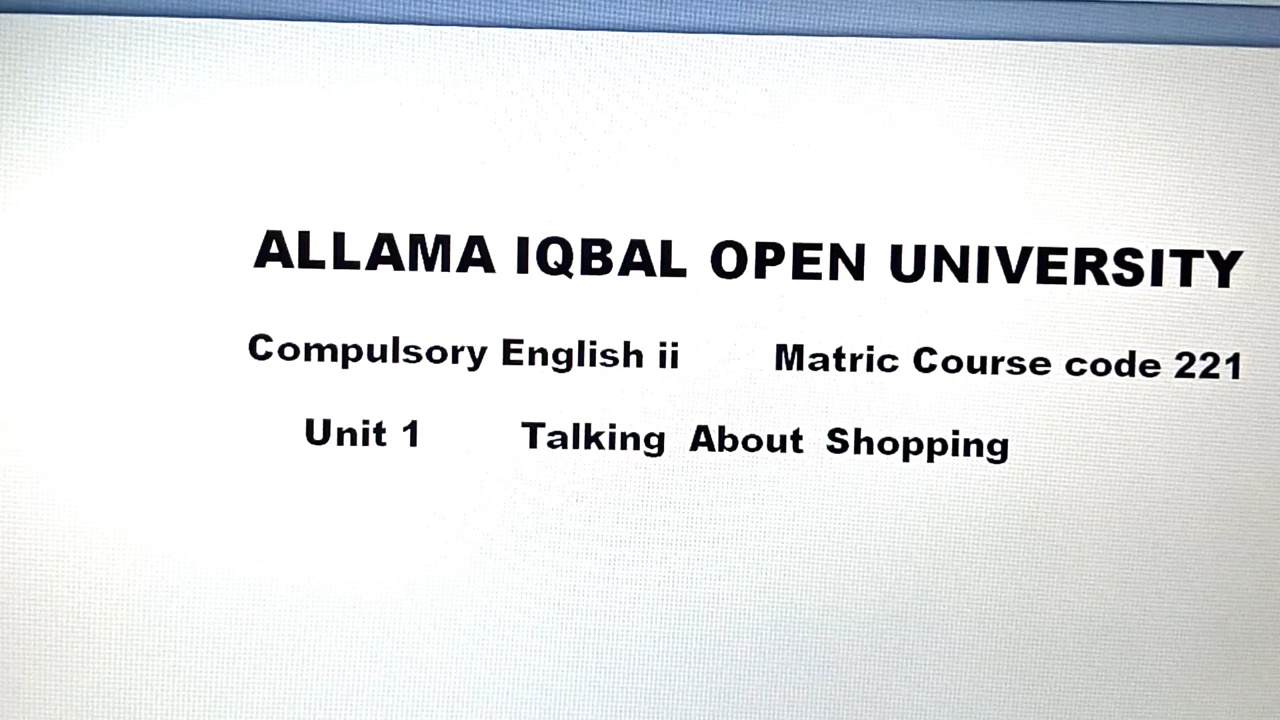 ALLAMA IQBAL OPEN UNIVERSITY
Compulsory English ii Matric Course code 221
Unit 1 Talking About Shopping